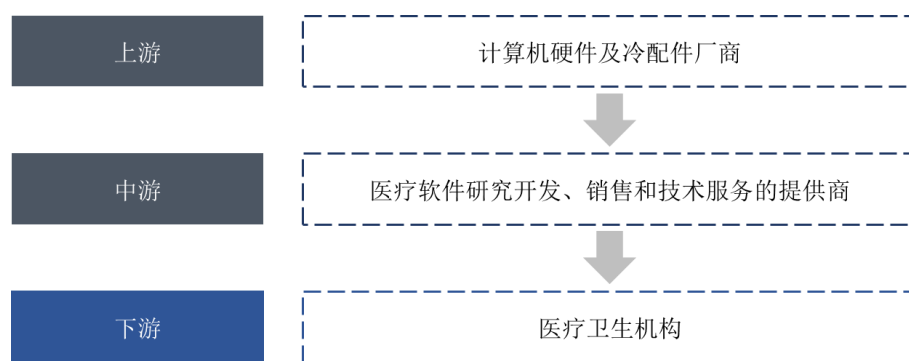 上游
计算机硬件及冷配件厂商
中游
医疗软件研究开发、销售和技术服务的提供商
下游
医疗卫生机构